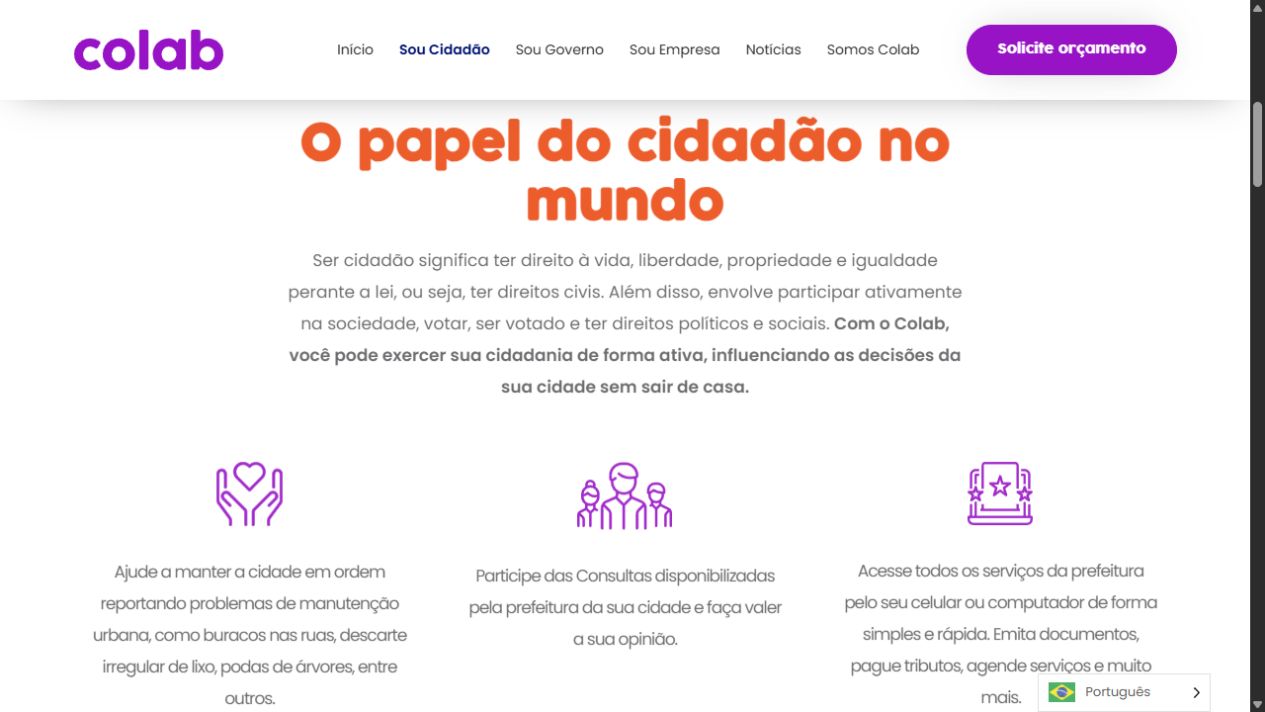 colab
Início
Sou Cidadão
Sou Governo
Sou Empresa
Notícias
Somos Colab
Solicite orçamento
O papel do cidadão no
mundo
Ser cidadão significa ter direito à vida, liberdade, propriedade e igualdade
perante a lei, ou seja, ter direitos civis. Além disso, envolve participar ativamente
na sociedade, votar, ser votado e ter direitos políticos e sociais. Com o Colab,
você pode exercer sua cidadania de forma ativa, influenciando as decisões da
sua cidade sem sair de casa.
Ajude a manter a cidade em ordem
reportando problemas de manutenção
urbana, como buracos nas ruas, descarte
irregular de lixo, podas de árvores, entre
outros.
Participe das Consultas disponibilizadas
pela prefeitura da sua cidade e faça valer
a sua opinião.
Acesse todos os serviços da prefeitura
pelo seu celular ou computador de forma
simples e rápida. Emita documentos,
pague tributos, agende serviços e muito
mais.
Português